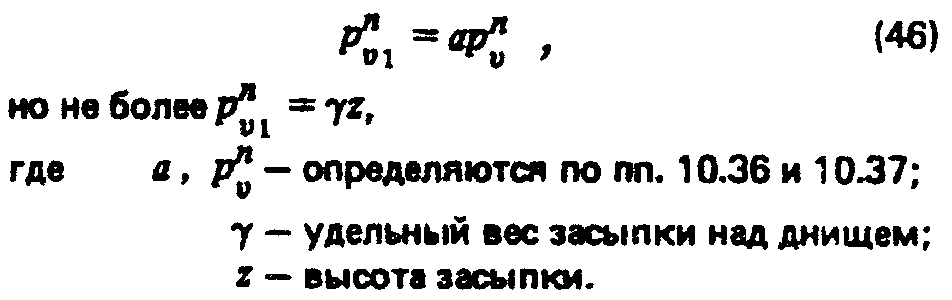 p^n_{v1} = ap^n_v , (46)
но не более p^n_{v1} = γz,
где a, p^n_v — определяются по пп. 10.36 и 10.37;
γ — удельный вес засыпки над днищем;
z — высота засыпки.